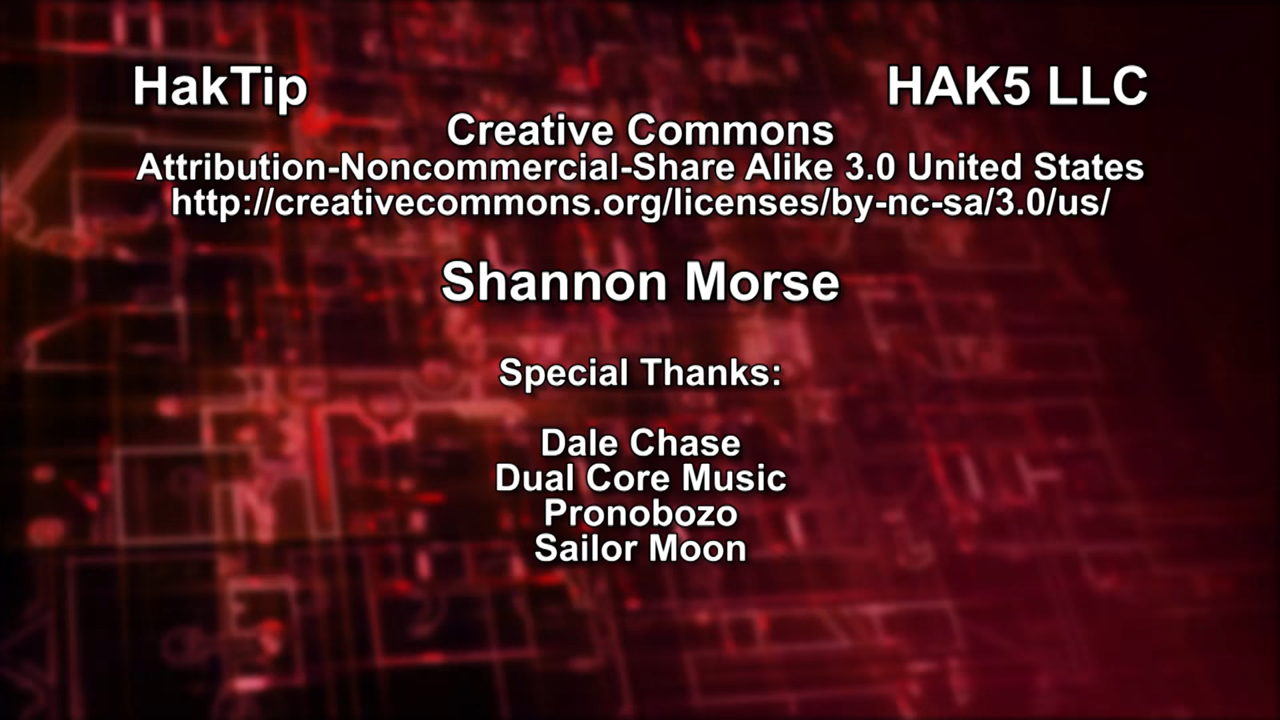 HakTip HAK5 LLC
Creative Commons
Attribution-Noncommercial-Share Alike 3.0 United States
http://creativecommons.org/licenses/by-nc-sa/3.0/us/
Shannon Morse
Special Thanks:
Dale Chase
Dual Core Music
Pronobozo
Sailor Moon